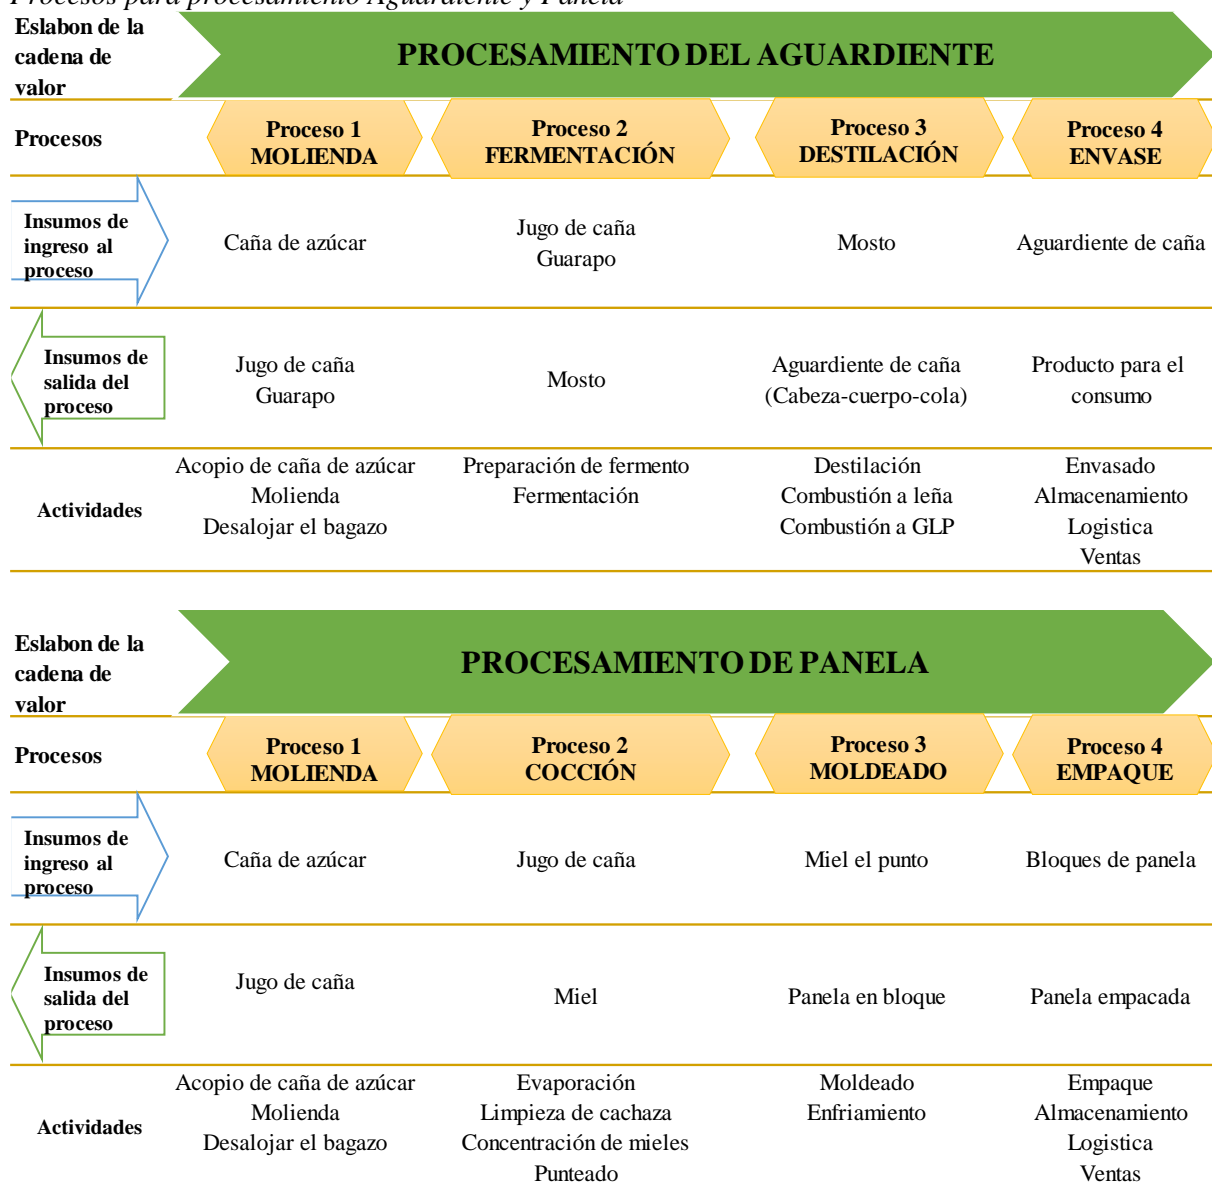 Procesos para procesamiento Aguardiente y Panela
Eslabon de la
cadena de
valor
PROCESAMIENTO DEL AGUARDIENTE
Procesos
Proceso 1
MOLIENDA
Proceso 2
FERMENTACIÓN
Proceso 3
DESTILACIÓN
Proceso 4
ENVASE
Insumos de
ingreso al
proceso
Caña de azúcar
Jugo de caña
Guarapo
Mosto
Aguardiente de caña
Insumos de
salida del
proceso
Jugo de caña
Guarapo
Mosto
Aguardiente de caña
(Cabeza-cuerpo-cola)
Producto para el
consumo
Actividades
Acopio de caña de azúcar
Molienda
Desalojar el bagazo
Preparación de fermento
Fermentación
Destilación
Combustión a leña
Combustión a GLP
Envasado
Almacenamiento
Logistica
Ventas
Eslabon de la
cadena de
valor
PROCESAMIENTO DE PANELA
Procesos
Proceso 1
MOLIENDA
Proceso 2
COCCIÓN
Proceso 3
MOLDEADO
Proceso 4
EMPAQUE
Insumos de
ingreso al
proceso
Caña de azúcar
Jugo de caña
Miel el punto
Bloques de panela
Insumos de
salida del
proceso
Jugo de caña
Miel
Panela en bloque
Panela empacada
Actividades
Acopio de caña de azúcar
Molienda
Desalojar el bagazo
Evaporación
Limpieza de cachaza
Concentración de mieles
Punteado
Moldeado
Enfriamiento
Empaque
Almacenamiento
Logistica
Ventas